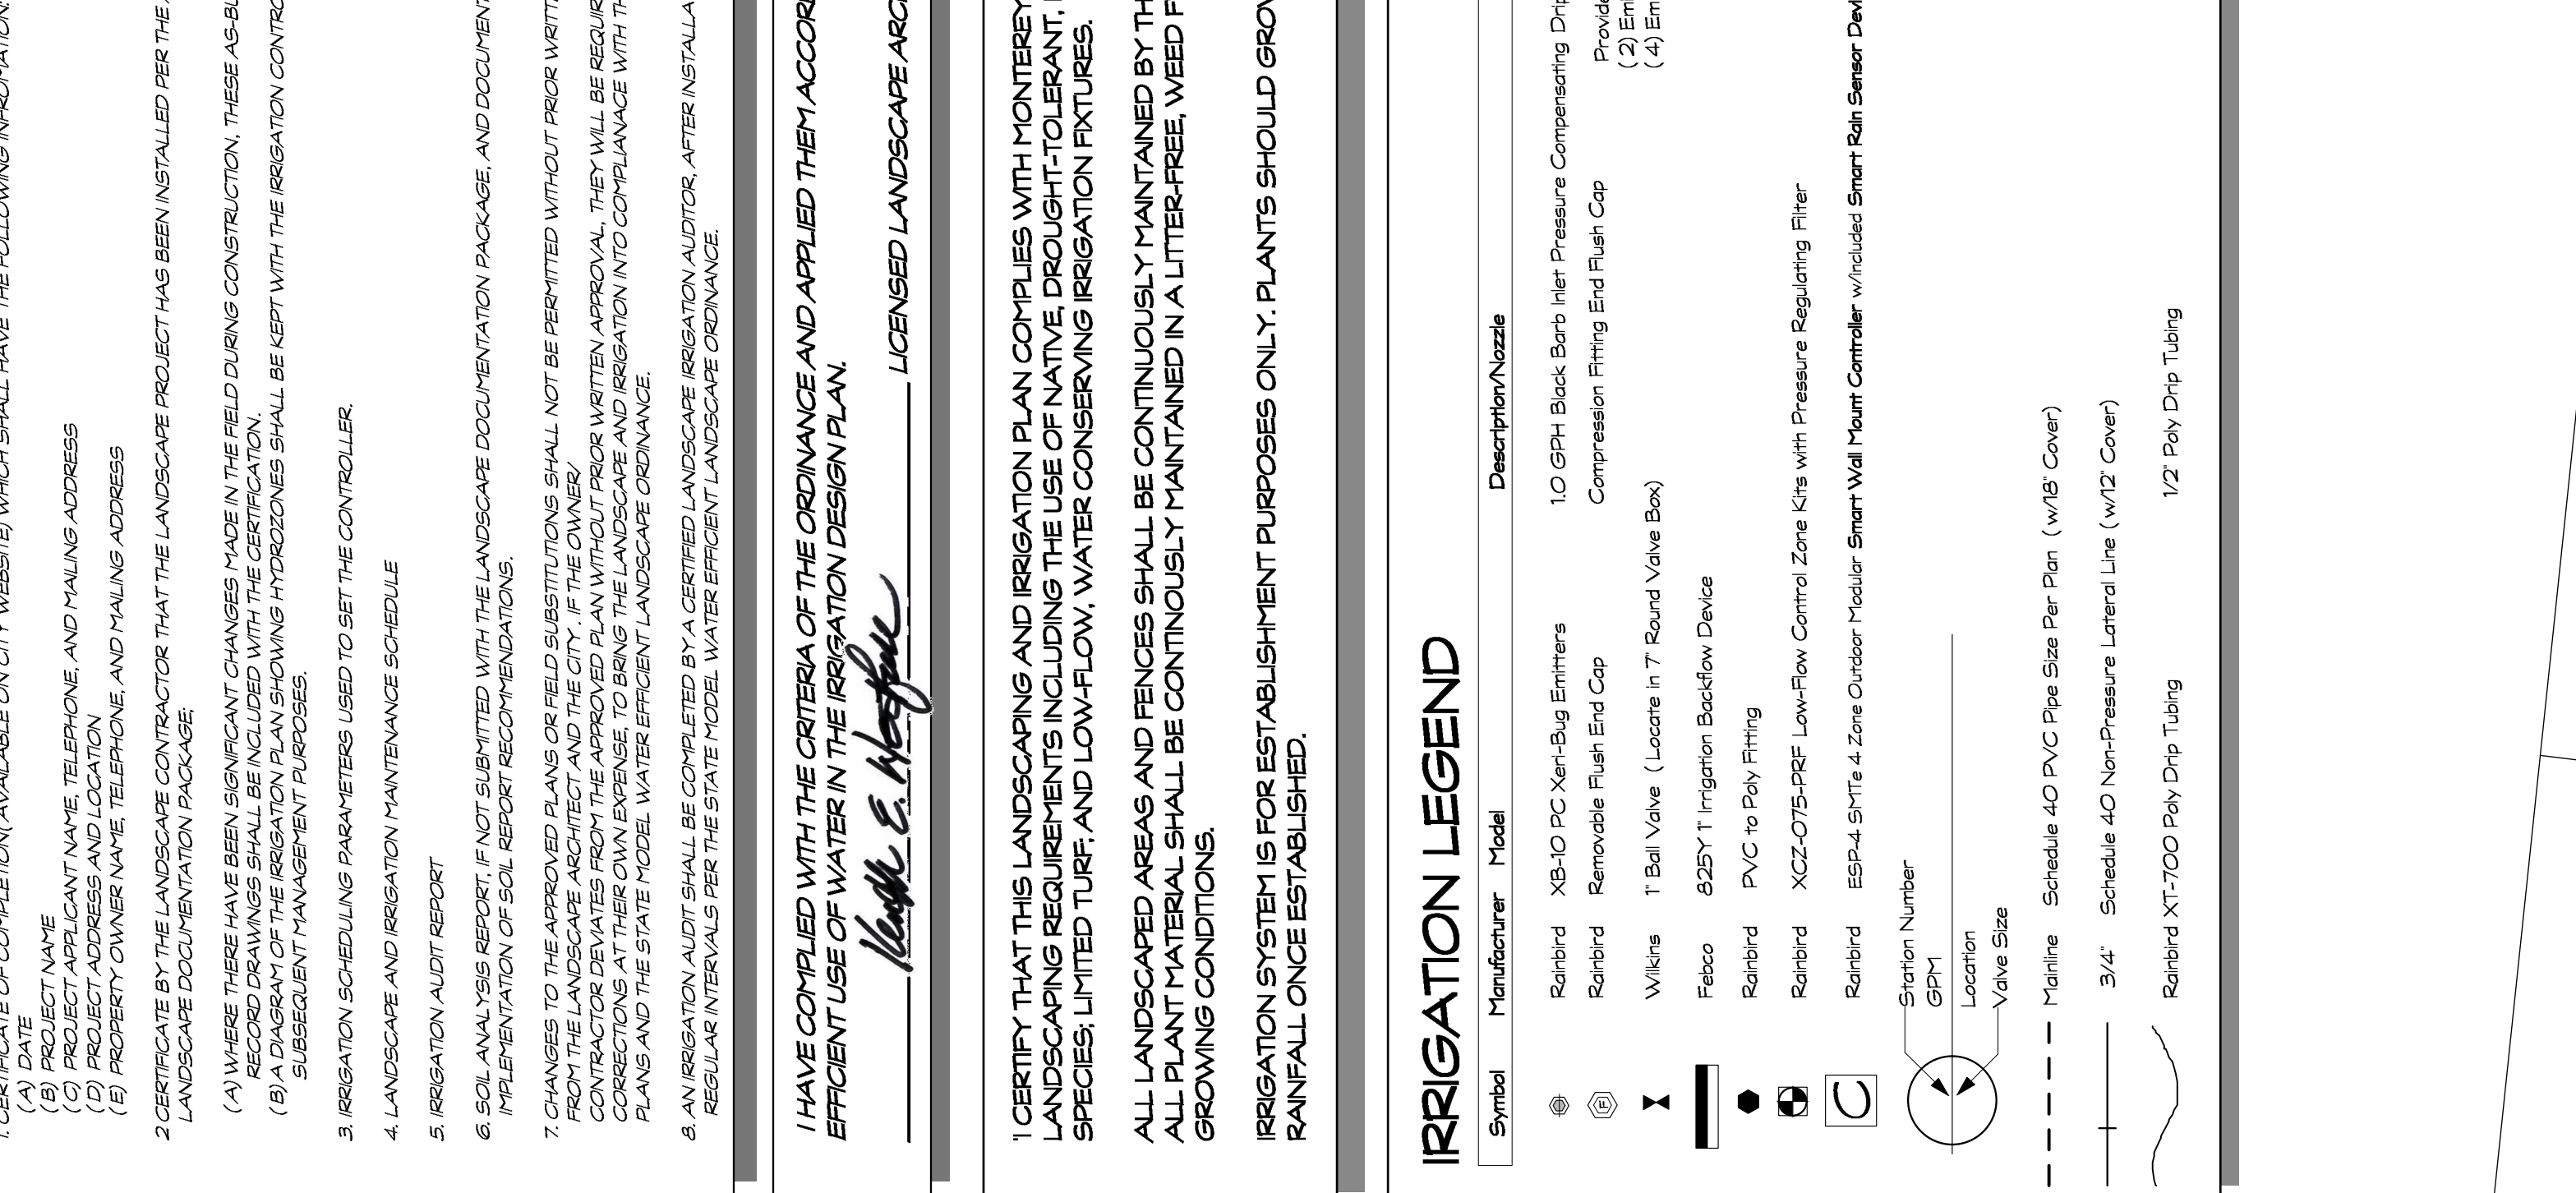 (A) DATE
(B) PROJECT NAME
(C) PROJECT APPLICANT NAME, TELEPHONE, AND MAILING ADDRESS
(D) PROJECT ADDRESS AND LOCATION
(E) PROPERTY OWNER NAME, TELEPHONE, AND MAILING ADDRESS
2 CERTIFICATE BY THE LANDSCAPE CONTRACTOR THAT THE LANDSCAPE PROJECT HAS BEEN INSTALLED PER THE
LANDSCAPE DOCUMENTATION PACKAGE;
(A) WHERE THERE HAVE BEEN SIGNIFICANT CHANGES MADE IN THE FIELD DURING CONSTRUCTION, THESE AS-BU
RECORD DRAWINGS SHALL BE INCLUDED WITH THE CERTIFICATION.
(B) A DIAGRAM OF THE IRRIGATION PLAN SHOWING HYDROZONES SHALL BE KEPT WITH THE IRRIGATION CONTRO
SUBSEQUENT MANAGEMENT PURPOSES.
3. IRRIGATION SCHEDULING PARAMETERS USED TO SET THE CONTROLLER.
4. LANDSCAPE AND IRRIGATION MAINTENANCE SCHEDULE
5. IRRIGATION AUDIT REPORT
6. SOIL ANALYSIS REPORT, IF NOT SUBMITTED WITH THE LANDSCAPE DOCUMENTATION PACKAGE, AND DOCUMENT
IMPLEMENTATION OF SOIL REPORT RECOMMENDATIONS.
7. CHANGES TO THE APPROVED PLANS OR FIELD SUBSTITUTIONS SHALL NOT BE PERMITTED WITHOUT PRIOR WRITT
FROM THE LANDSCAPE ARCHITECT AND THE CITY . IF THE OWNER/
CONTRACTOR DEVIATES FROM THE APPROVED PLAN WITHOUT PRIOR WRITTEN APPROVAL, THEY WILL BE REQUIR
CORRECTIONS AT THEIR OWN EXPENSE, TO BRING THE LANDSCAPE AND IRRIGATION INTO COMPLIANACE WITH TH
PLANS AND THE STATE MODEL WATER EFFICIENT LANDSCAPE ORDINANCE.
8. AN IRRIGATION AUDIT SHALL BE COMPLETED BY A CERTIFIED LANDSCAPE IRRIGATION AUDITOR, AFTER INSTALLA
REGULAR INTERVALS PER THE STATE MODEL WATER EFFICIENT LANDSCAPE ORDINANCE.
I HAVE COMPLIED WITH THE CRITERIA OF THE ORDINANCE AND APPLIED THEM ACCOR
EFFICIENT USE OF WATER IN THE IRRIGATION DESIGN PLAN.
LICENSED LANDSCAPE ARC
"I CERTIFY THAT THIS LANDSCAPING AND IRRIGATION PLAN COMPLIES WITH MONTEREY
LANDSCAPING REQUIREMENTS INCLUDING THE USE OF NATIVE, DROUGHT-TOLERANT,
SPECIES; LIMITED TURF; AND LOW-FLOW, WATER CONSERVING IRRIGATION FIXTURES.
ALL LANDSCAPED AREAS AND FENCES SHALL BE CONTINUOUSLY MAINTAINED BY TH
ALL PLANT MATERIAL SHALL BE CONTINOUSLY MAINTAINED IN A LITTER-FREE, WEED F
GROWING CONDITIONS.
IRRIGATION SYSTEM IS FOR ESTABLISHMENT PURPOSES ONLY. PLANTS SHOULD GROW
RAINFALL ONCE ESTABLISHED.
IRRIGATION LEGEND
Symbol Manufacturer Model Description/Nozzle
Rainbird XB-10 PC Xeri-Bug Emitters 1.0 GPH Black Barb Inlet Pressure Compensating Drip
Rainbird Removable Flush End Cap Compression Fitting End Flush Cap Provide
(2) Emi
(4) Em
F
Wilkins 1" Ball Valve (Locate in 7" Round Valve Box)
Febco 825Y 1" Irrigation Backflow Device
Rainbird PVC to Poly Fitting
Rainbird XCZ-075-PRF Low-Flow Control Zone Kits with Pressure Regulating Filter
C
Rainbird ESP-4 SMTe 4 Zone Outdoor Modular Smart Wall Mount Controller w/included Smart Rain Sensor Devi
Station Number
GPM
Location
Valve Size
Mainline Schedule 40 PVC Pipe Size Per Plan (w/18" Cover)
3/4" Schedule 40 Non-Pressure Lateral Line (w/12" Cover)
Rainbird XT-700 Poly Drip Tubing 1/2" Poly Drip Tubing